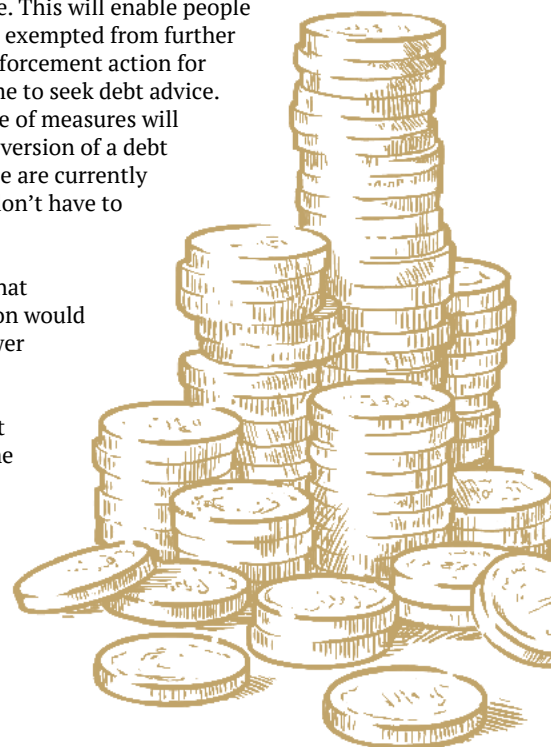 e. This will enable people
exempted from further
forcement action for
ne to seek debt advice.
e of measures will
version of a debt
e are currently
on't have to
hat
on would
ver
t
ne